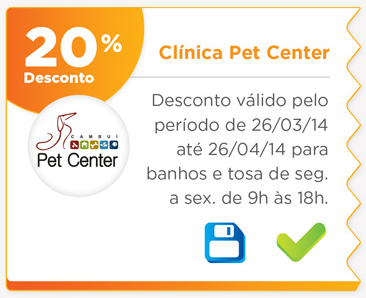 20%
Desconto
Clínica Pet Center
CAMBUÍ
Pet Center
Desconto válido pelo
período de 26/03/14
até 26/04/14 para
banhos e tosa de seg.
a sex. de 9h às 18h.